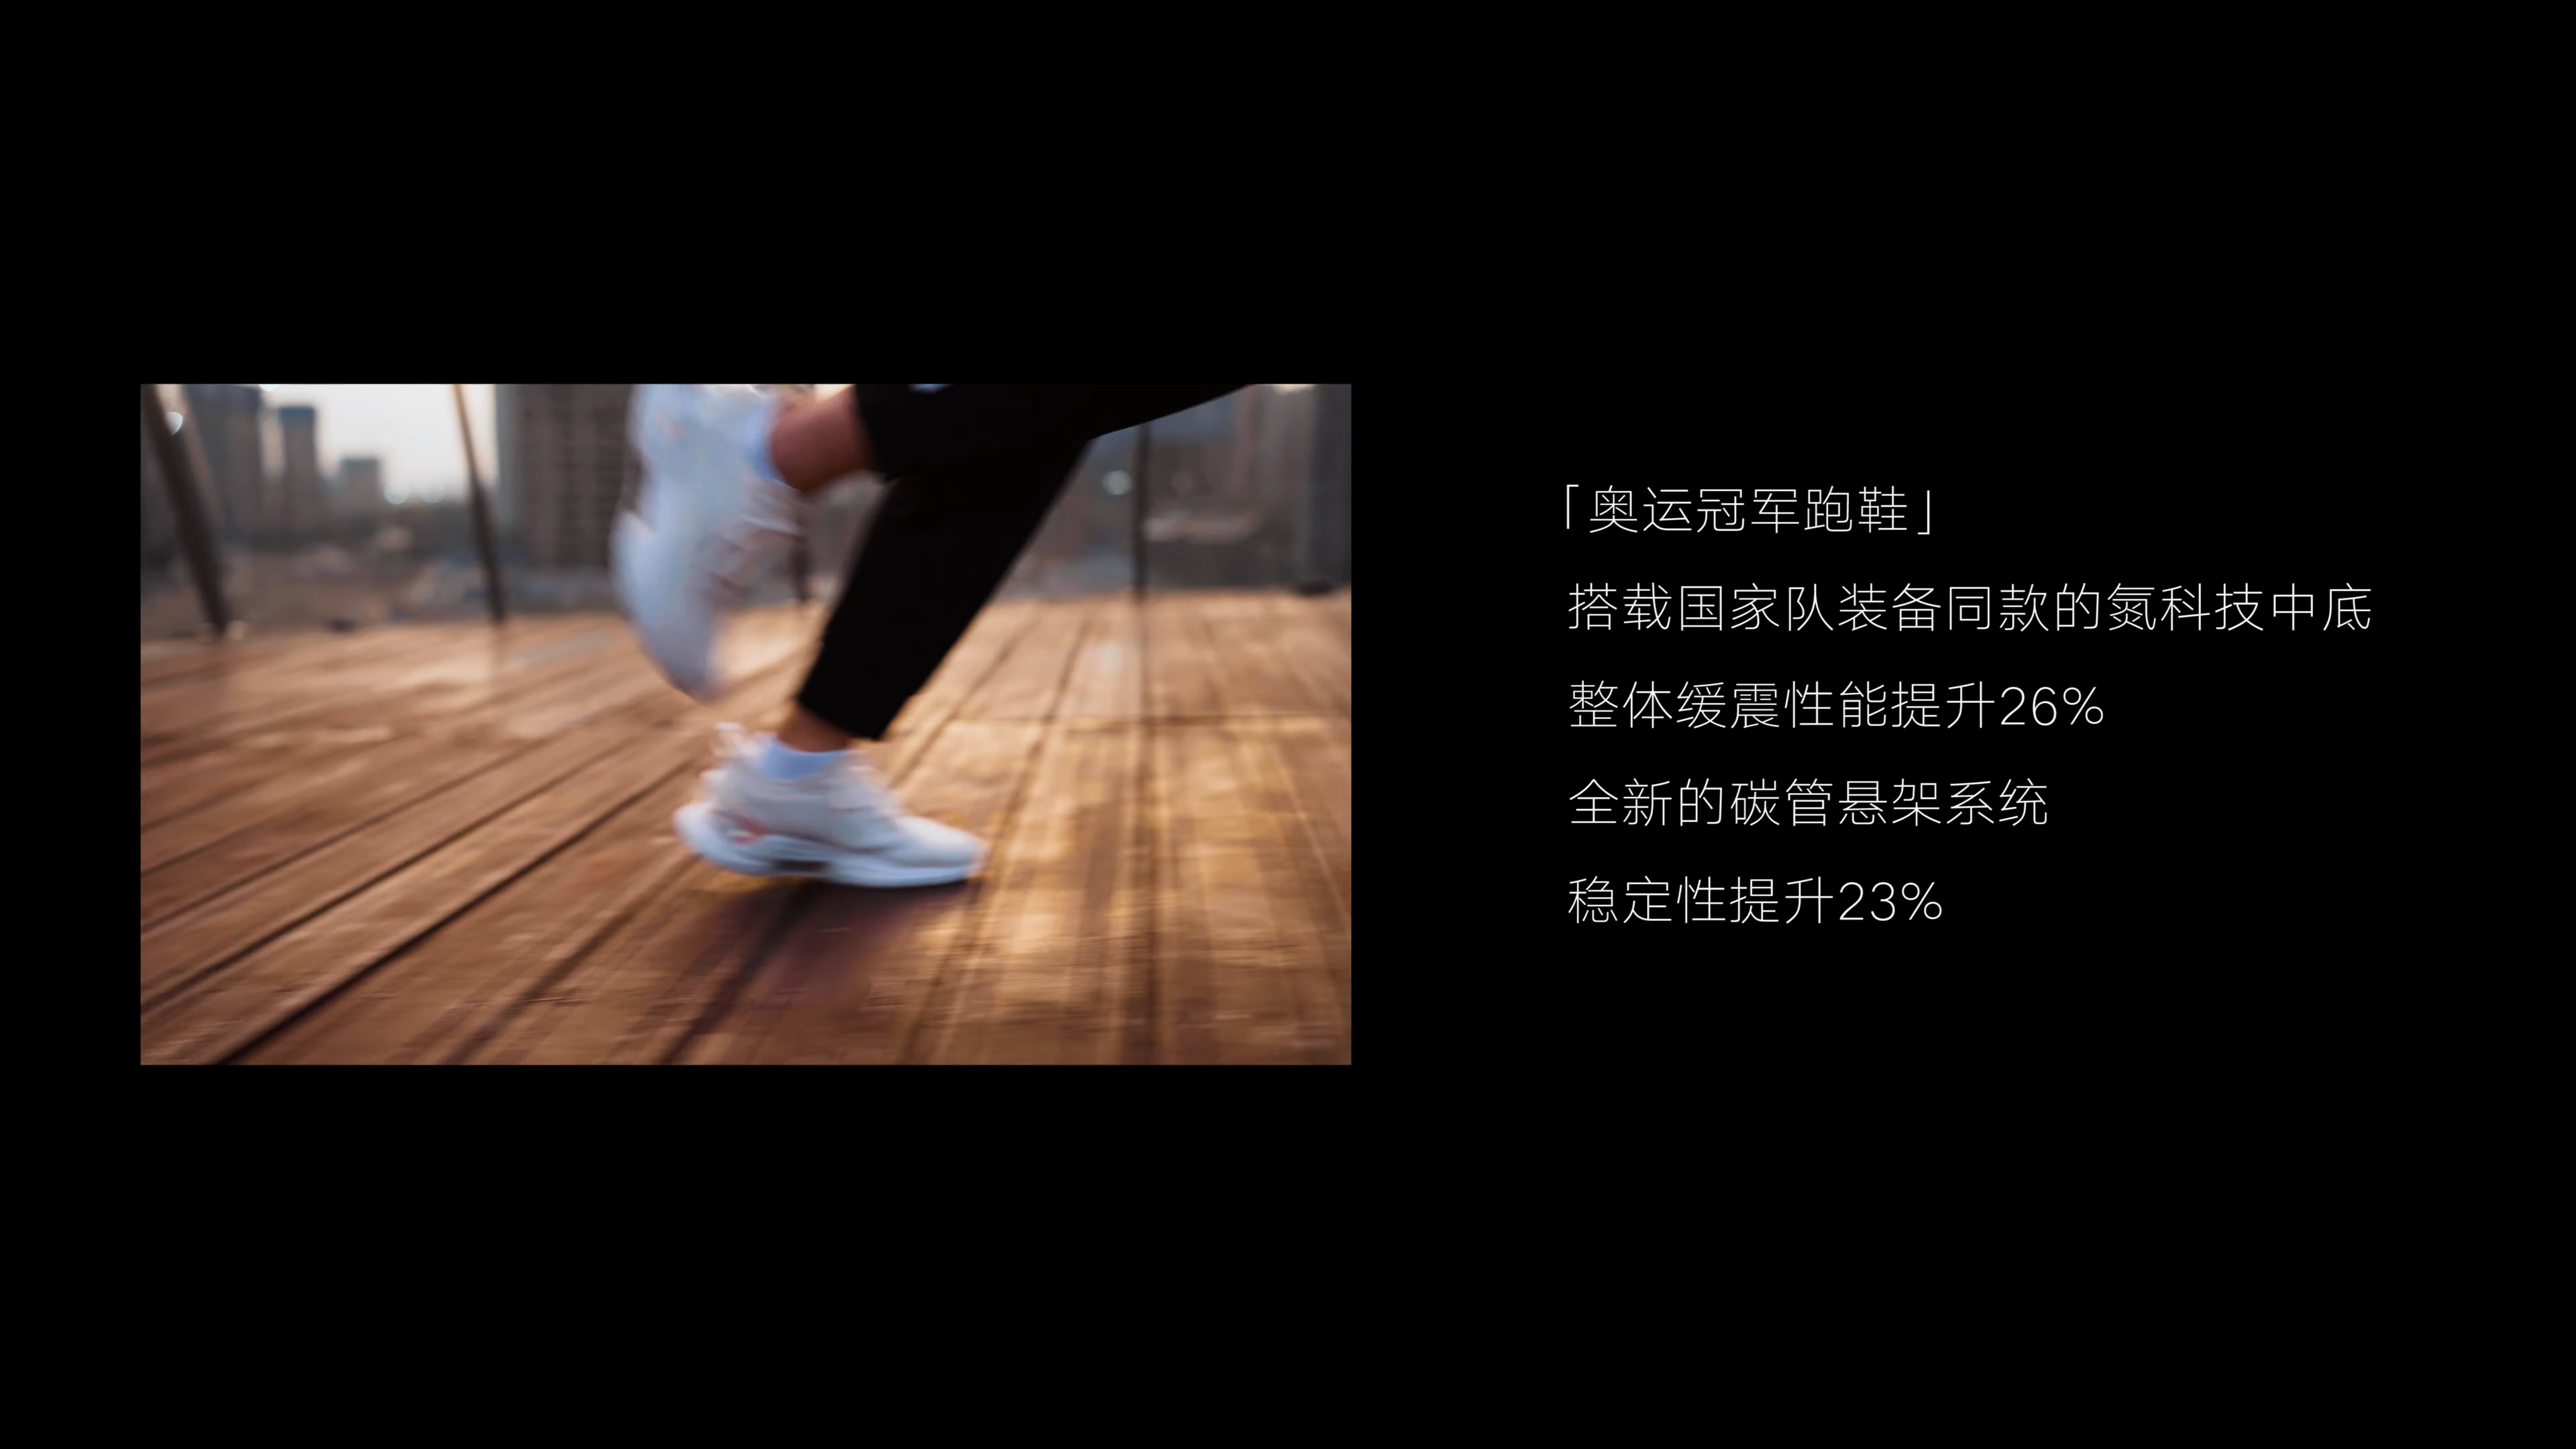 「奥运冠军跑鞋」
搭载国家队装备同款的氮科技中底
整体缓震性能提升26%
全新的碳管悬架系统
稳定性提升23%